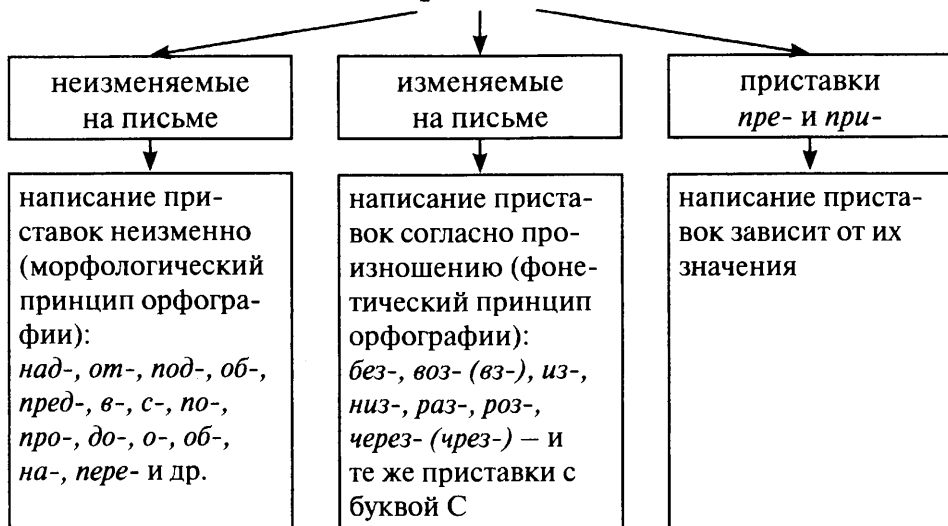 неизменяемые
на письме
изменяемые
на письме
приставки
пре- и при-
написание при-
ставок неизменно
(морфологический
принцип орфогра-
фии):
над-, от-, под-, об-,
пред-, в-, с-, по-,
про-, до-, о-, об-,
на-, пере- и др.
написание приста-
вок согласно про-
изношению (фоне-
тический принцип
орфографии):
без-, воз- (вз-), из-,
низ-, раз-, роз-,
через- (чрез-) – и
те же приставки с
буквой С
написание приста-
вок зависит от их
значения